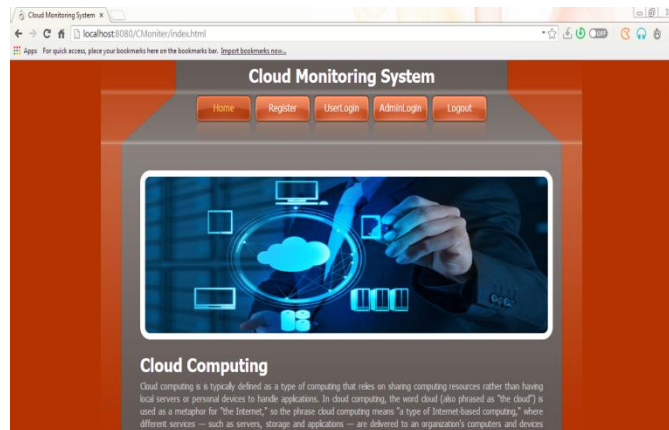 Cloud Monitoring System
localhost:8080/CMoniter/index.html
OFF
Apps For quick access, place your bookmarks here on the bookmarks bar. Import bookmarks now...
Cloud Monitoring System
Home Register UserLogin AdminLogin Logout
Cloud Computing
Cloud computing is is typically defined as a type of computing that relies on sharing computing resources rather than having
local servers or personal devices to handle applications. In cloud computing, the word cloud (also phrased as "the cloud") is
used as a metaphor for "the Internet," so the phrase cloud computing means "a type of Internet-based computing," where
different services — such as servers, storage and applications — are delivered to an organization's computers and devices